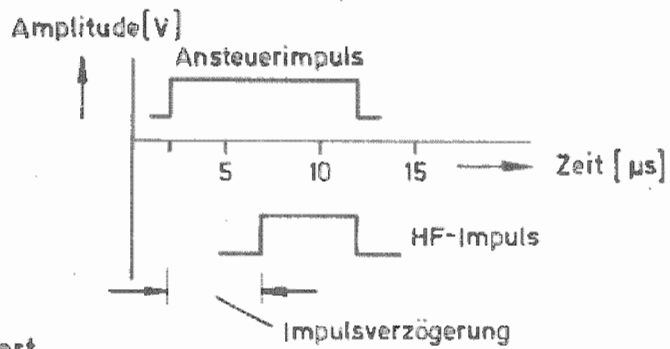 Amplitude[V]
Ansteuerimpuls
5 10 15
Zeit [µs]
HF-Impuls
Impulsverzögerung